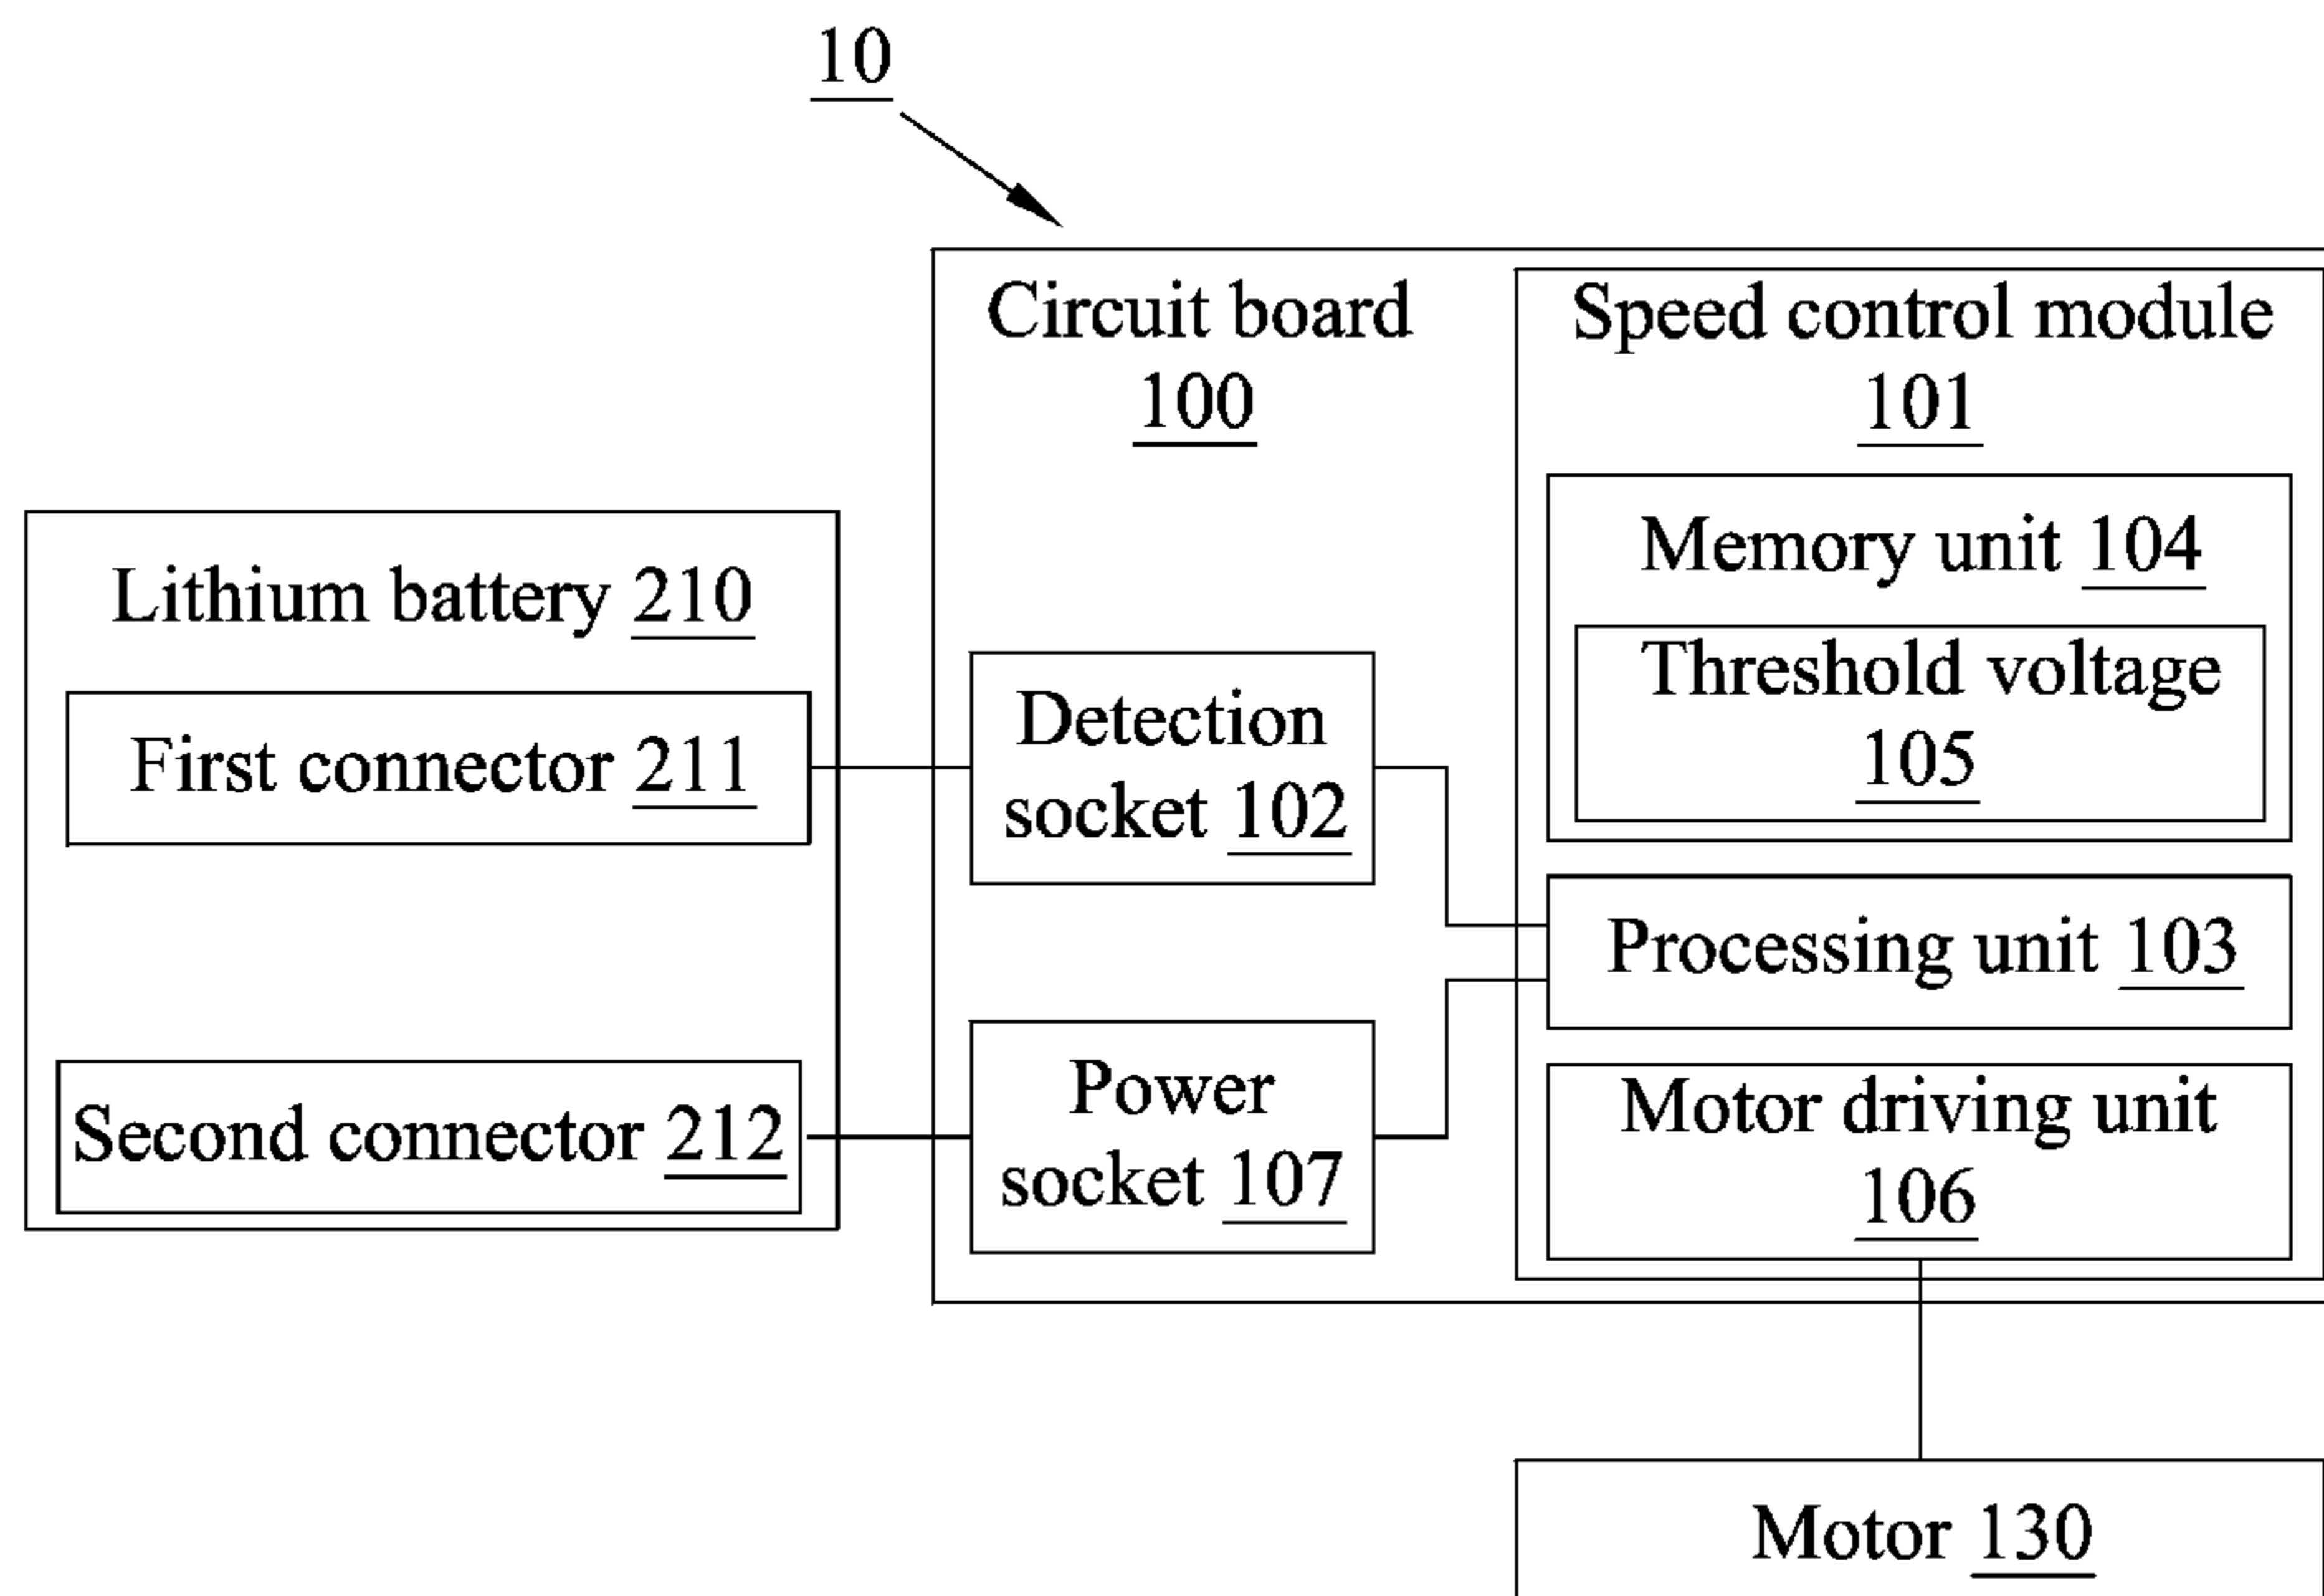 10
Circuit board
100
Speed control module
101
Memory unit 104
Threshold voltage
105
Lithium battery 210
First connector 211
Detection
socket 102
Processing unit 103
Second connector 212
Power
socket 107
Motor driving unit
106
Motor 130